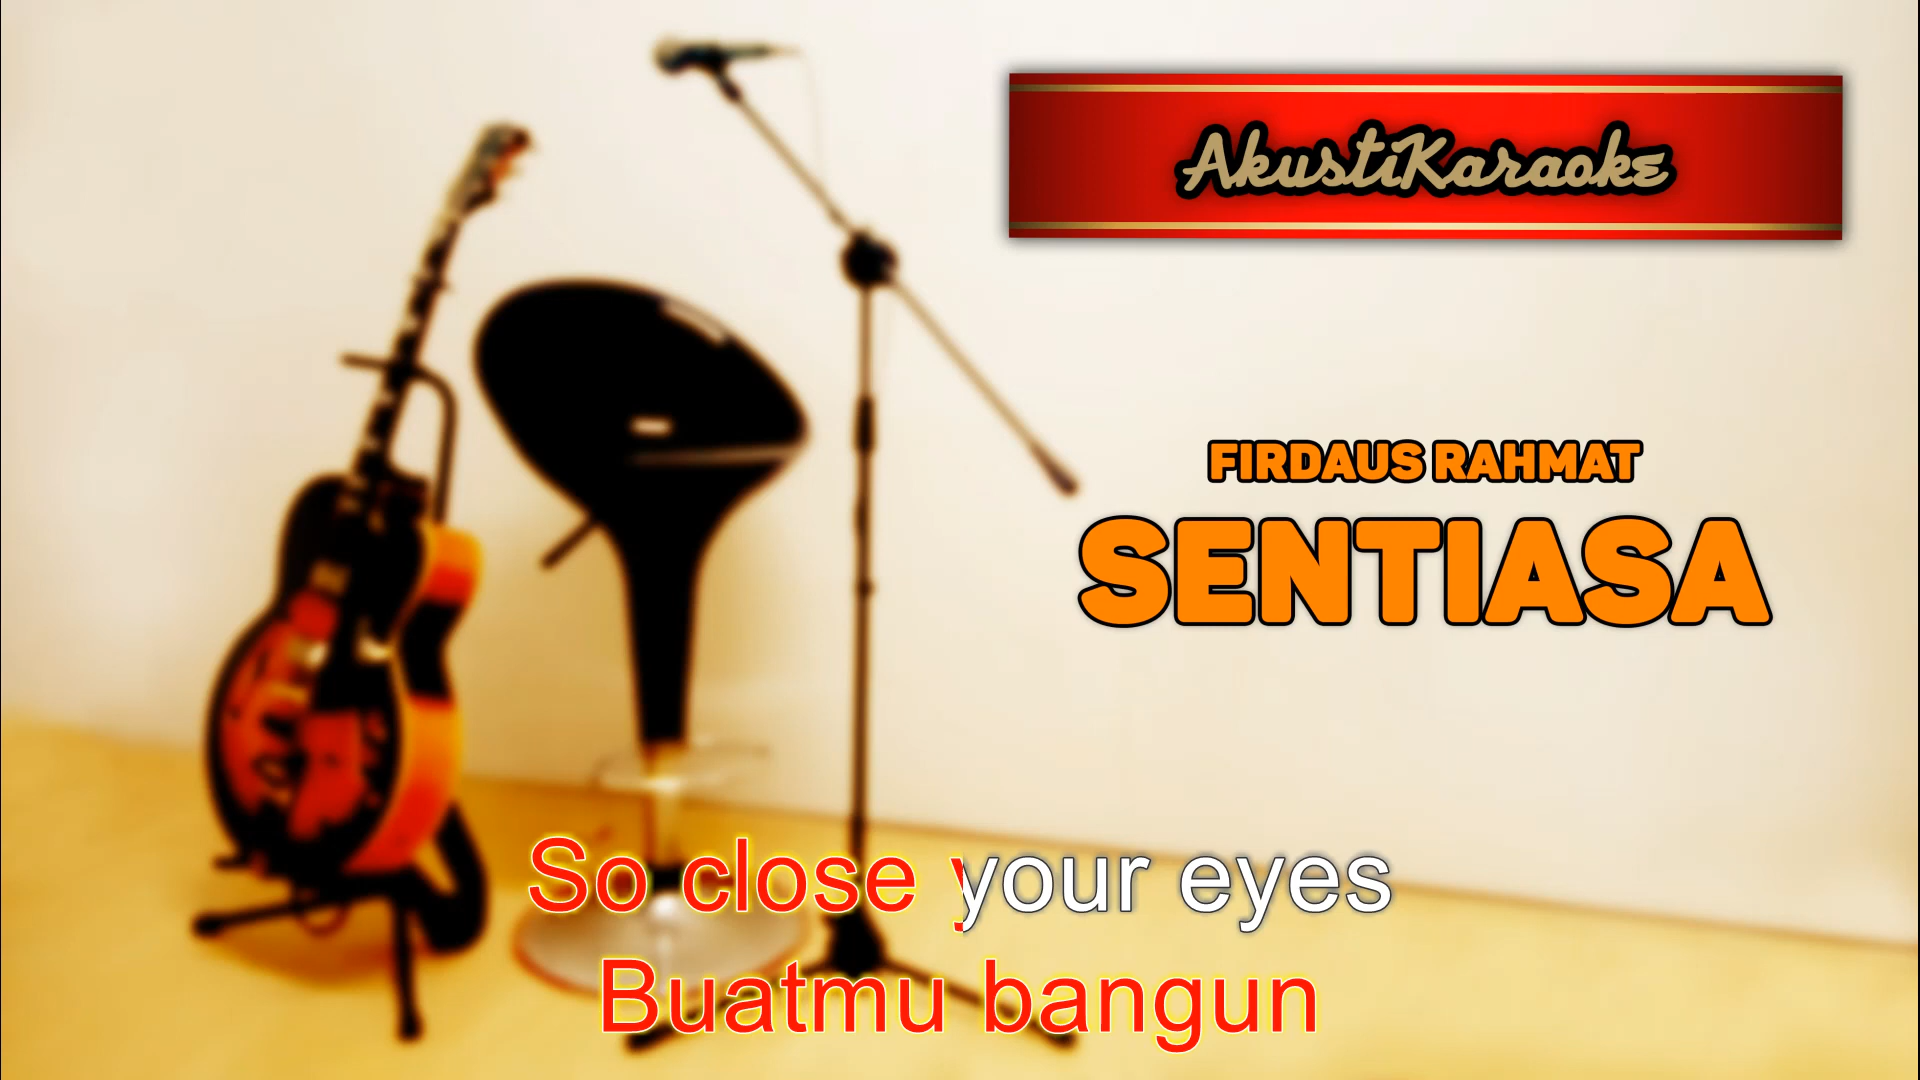 AkustiKaraoke
FIRDAUS RAHMAT
SENTIASA
So close your eyes
Buatmu bangun